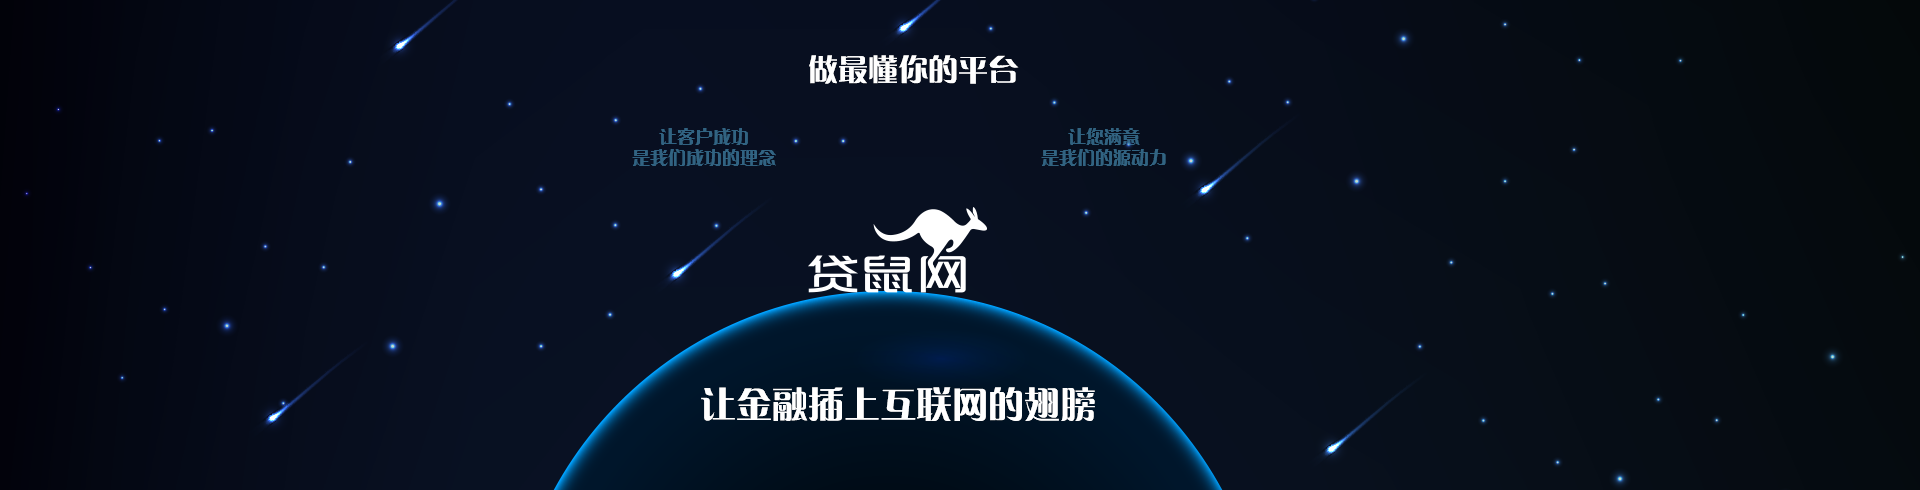 做最懂你的平台
让客户成功
是我们成功的理念
让您满意
是我们的源动力
贷鼠网
让金融插上互联网的翅膀